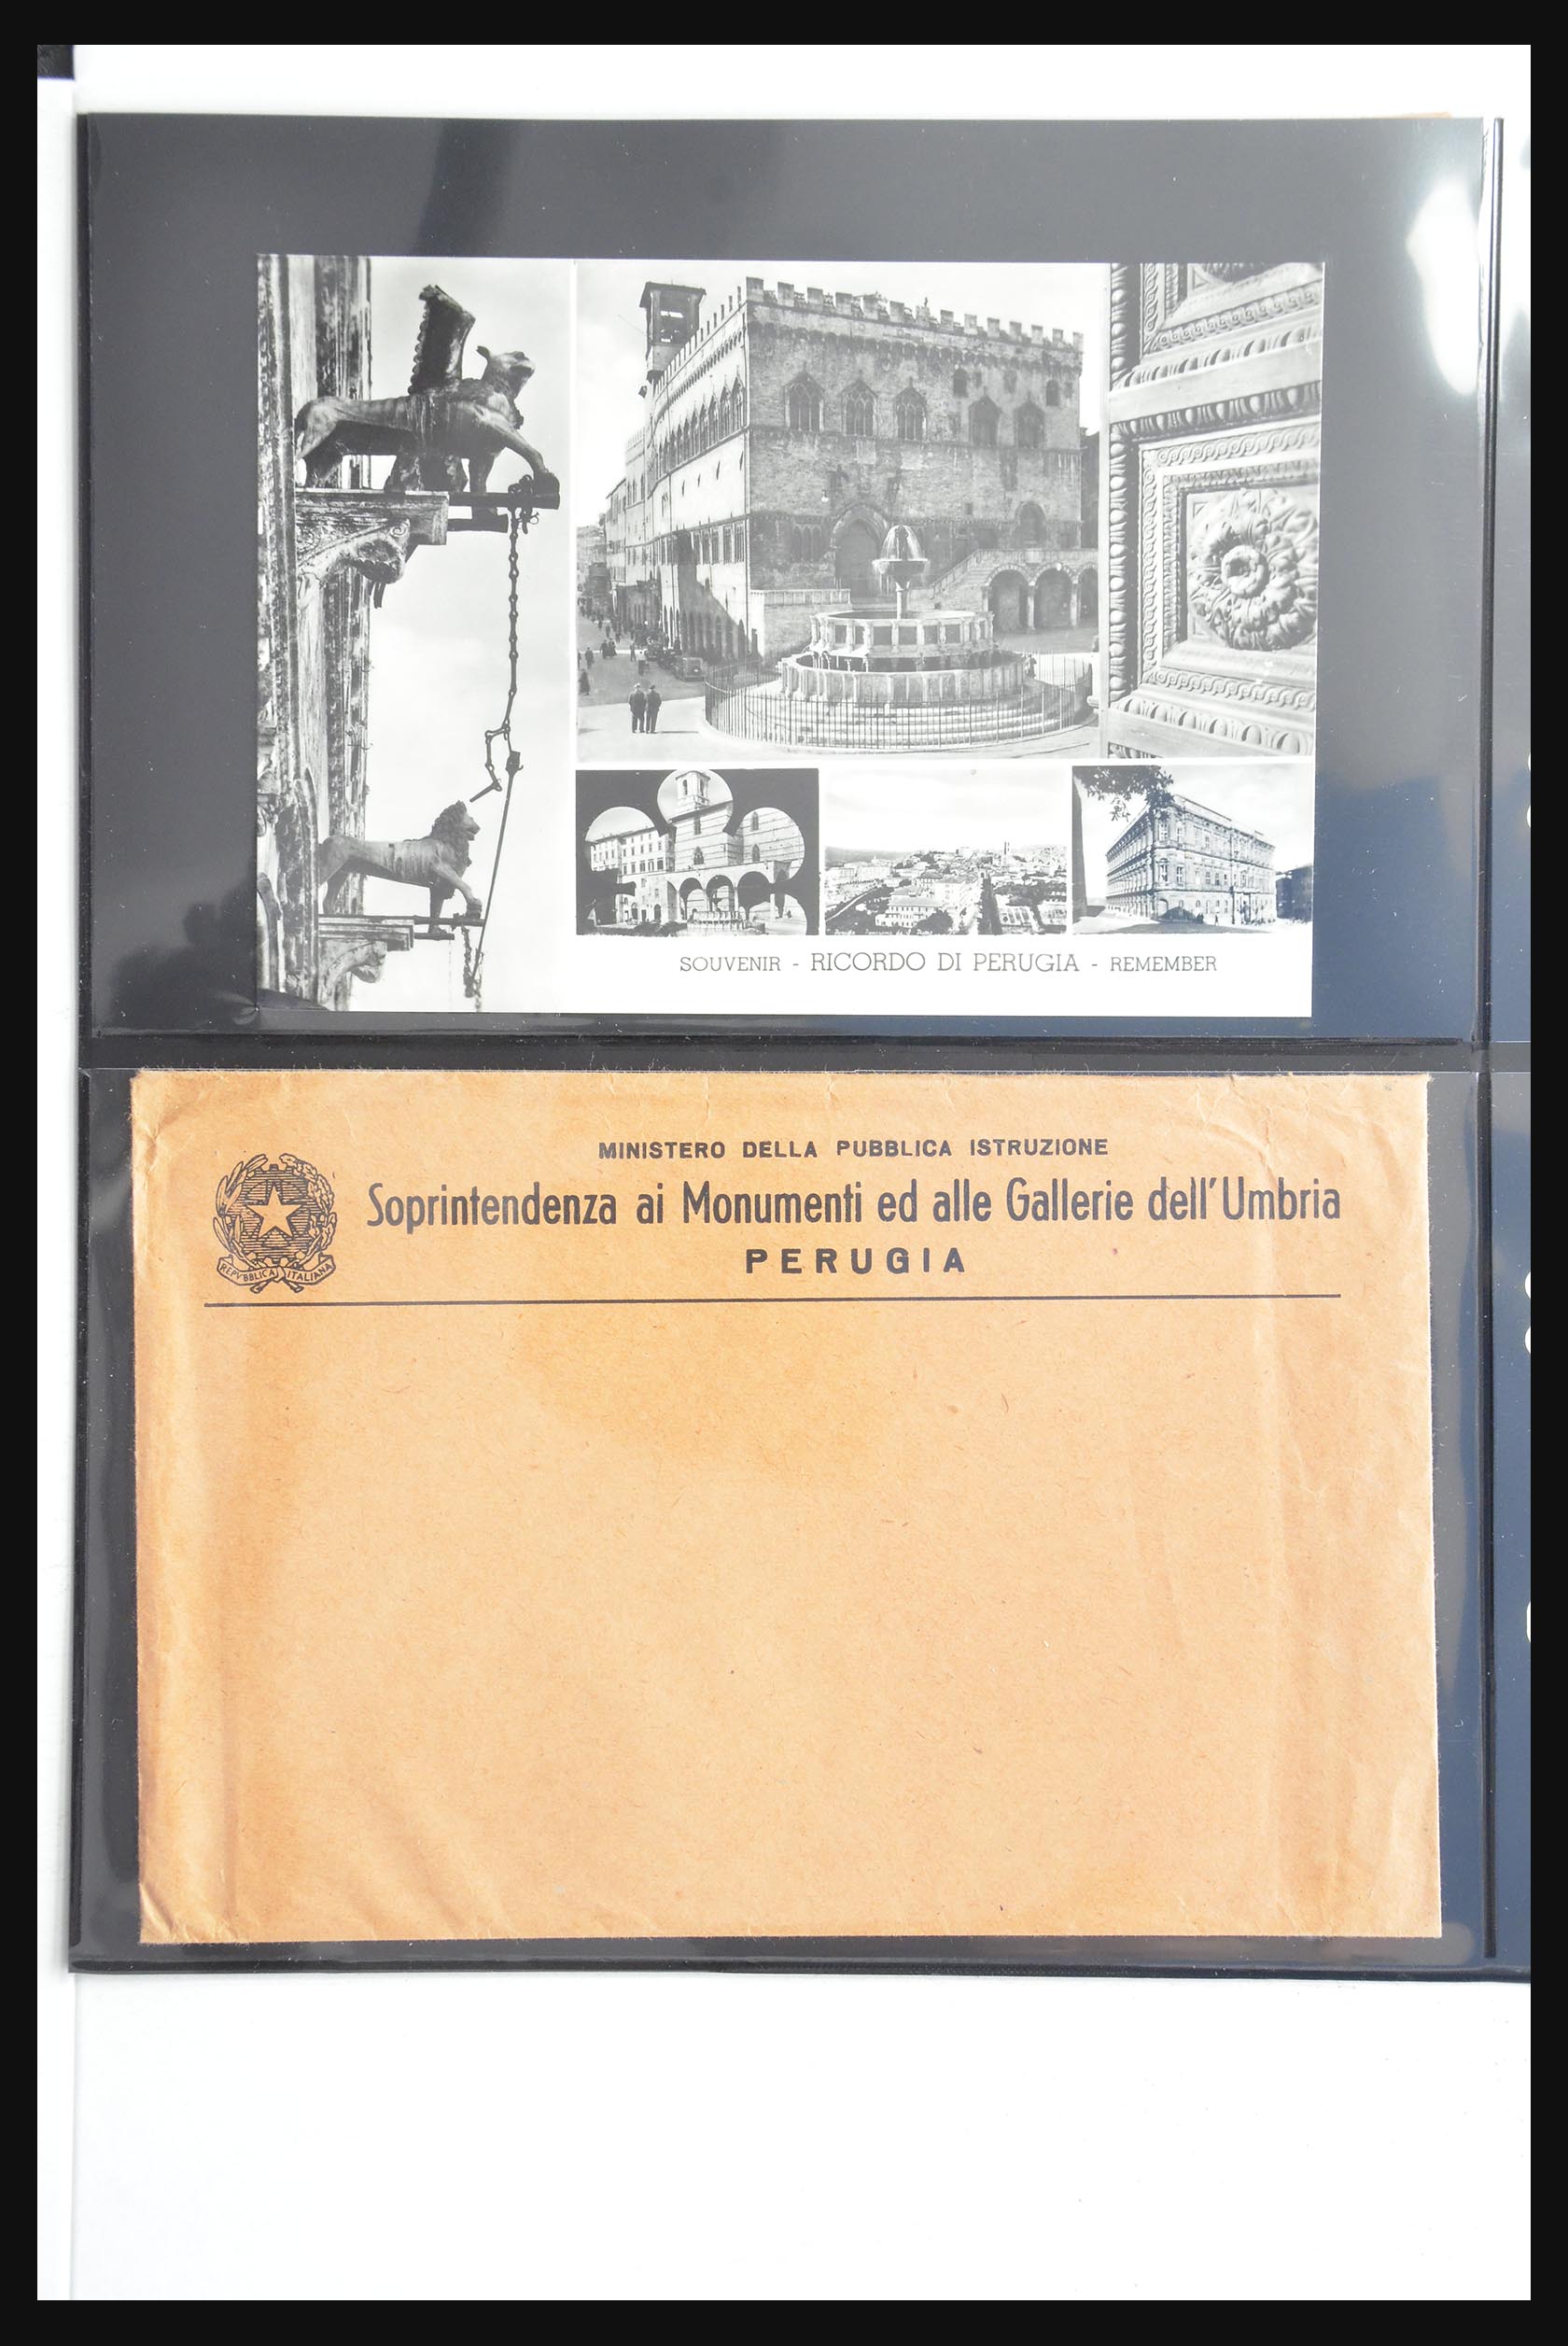 SOUVENIR - RICORDO DI PERUGIA - REMEMBER
MINISTERO DELLA PUBBLICA ISTRUZIONE
Soprintendenza ai Monumenti ed alle Gallerie dell'Umbria
PERUGIA
REPVBBLICA ITALIANA